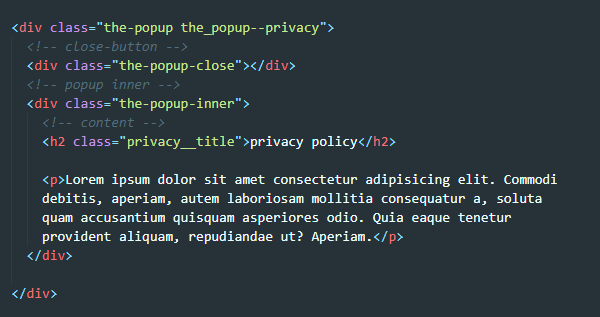 <div class="the-popup the_popup--privacy">
<!-- close-button -->
<div class="the-popup-close"></div>
<!-- popup inner -->
<div class="the-popup-inner">
<!-- content -->
<h2 class="privacy__title">privacy policy</h2>
<p>Lorem ipsum dolor sit amet consectetur adipisicing elit. Commodi
debitis, aperiam, autem laboriosam mollitia consequatur a, soluta
quam accusantium quisquam asperiores odio. Quia eaque tenetur
provident aliquam, repudiandae ut? Aperiam.</p>
</div>
</div>